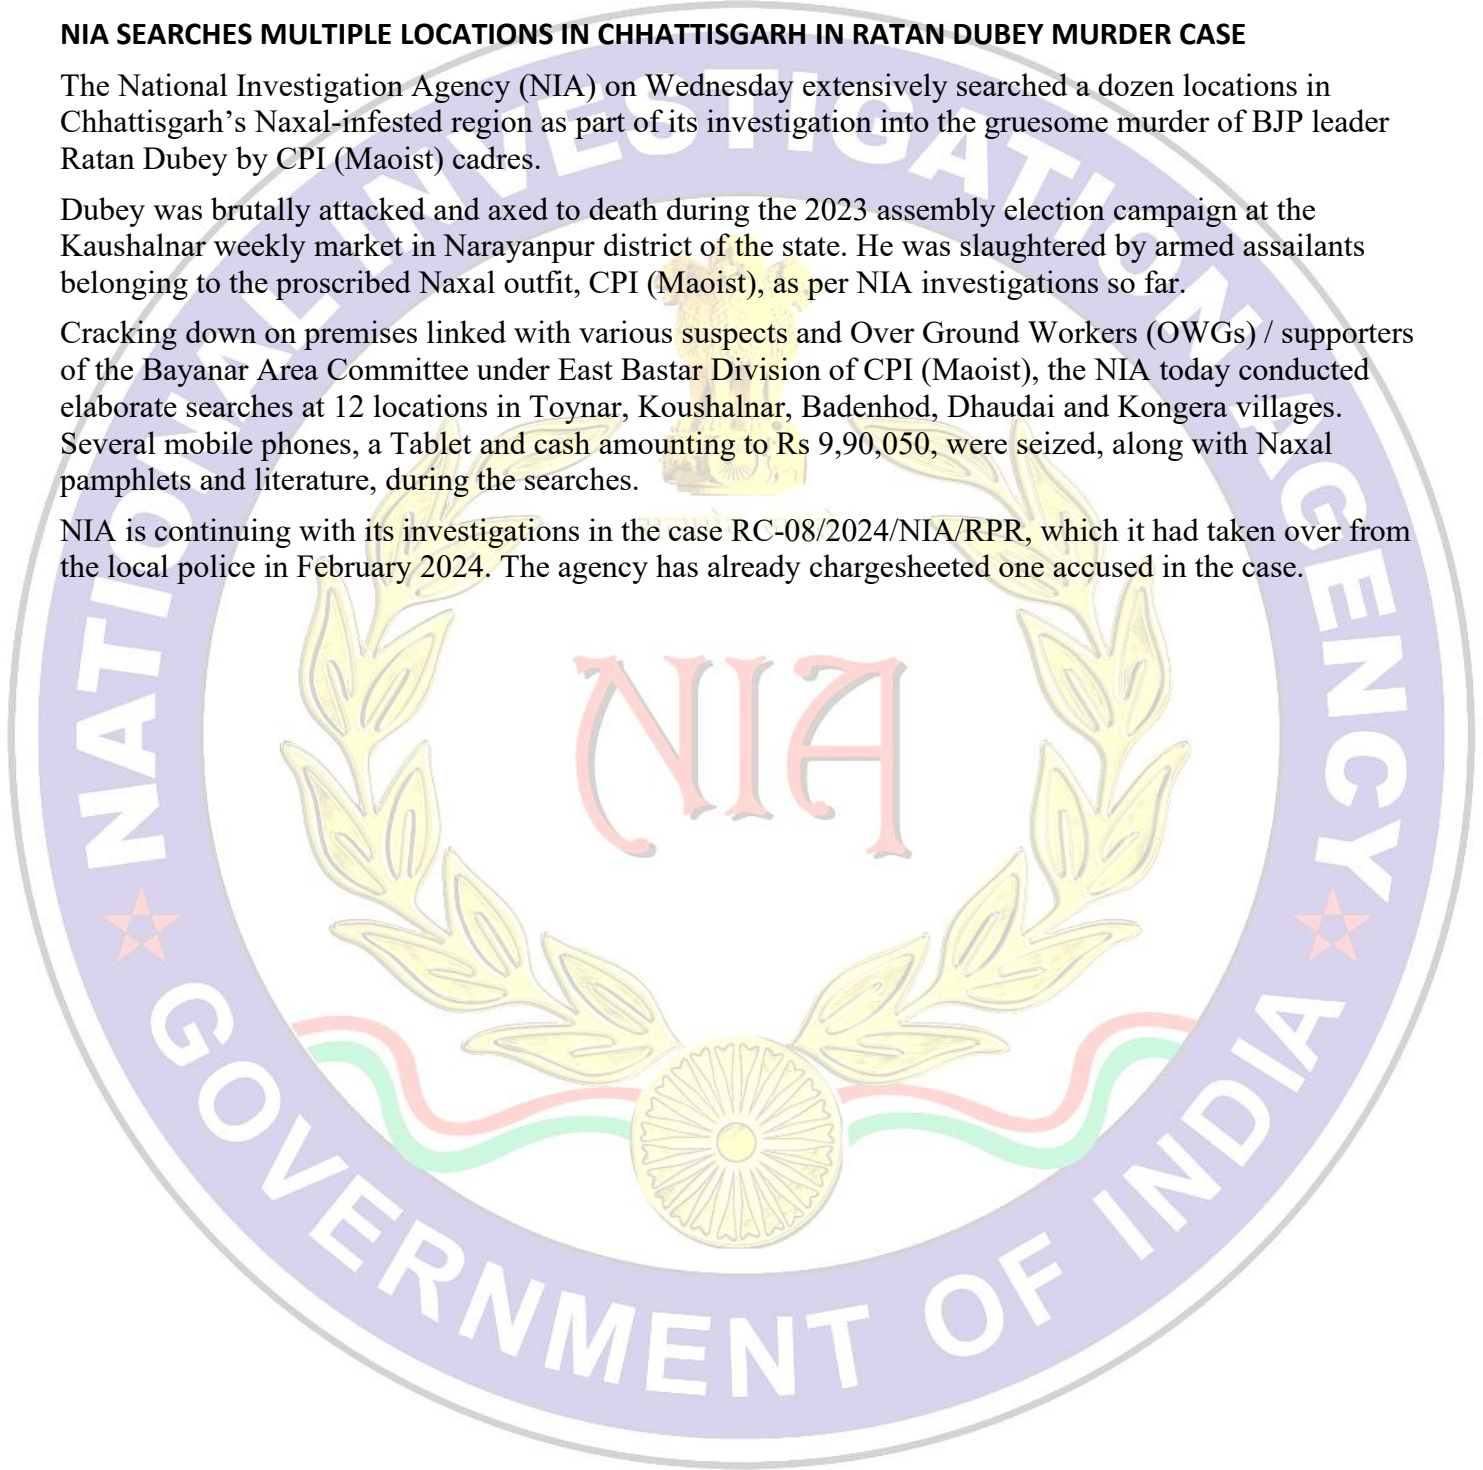 NIA SEARCHES MULTIPLE LOCATIONS IN CHHATTISGARH IN RATAN DUBEY MURDER CASE
The National Investigation Agency (NIA) on Wednesday extensively searched a dozen locations in
Chhattisgarh’s Naxal-infested region as part of its investigation into the gruesome murder of BJP leader
Ratan Dubey by CPI (Maoist) cadres.
Dubey was brutally attacked and axed to death during the 2023 assembly election campaign at the
Kaushalnar weekly market in Narayanpur district of the state. He was slaughtered by armed assailants
belonging to the proscribed Naxal outfit, CPI (Maoist), as per NIA investigations so far.
Cracking down on premises linked with various suspects and Over Ground Workers (OWGs) / supporters
of the Bayanar Area Committee under East Bastar Division of CPI (Maoist), the NIA today conducted
elaborate searches at 12 locations in Toynar, Koushalnar, Badenhod, Dhaudai and Kongera villages.
Several mobile phones, a Tablet and cash amounting to Rs 9,90,050, were seized, along with Naxal
pamphlets and literature, during the searches.
NIA is continuing with its investigations in the case RC-08/2024/NIA/RPR, which it had taken over from
the local police in February 2024. The agency has already chargesheeted one accused in the case.
NATIONAL INVESTIGATION AGENCY
NIA
GOVERNMENT OF INDIA